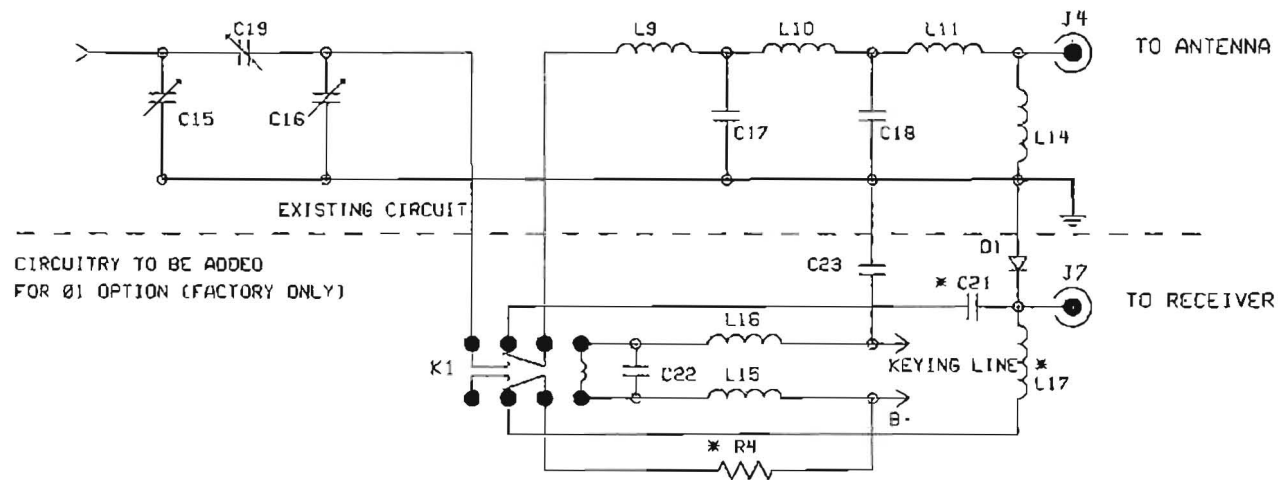 C19
L9
L10
L11
J4
TO ANTENNA
C15
C16
C17
C18
L14
EXISTING CIRCUIT
CIRCUITRY TO BE ADDED
FOR 01 OPTION (FACTORY ONLY)
C23
D1
* C21
J7
TO RECEIVER
L16
K1
C22
L15
KEYING LINE
*
L17
B-
* R4